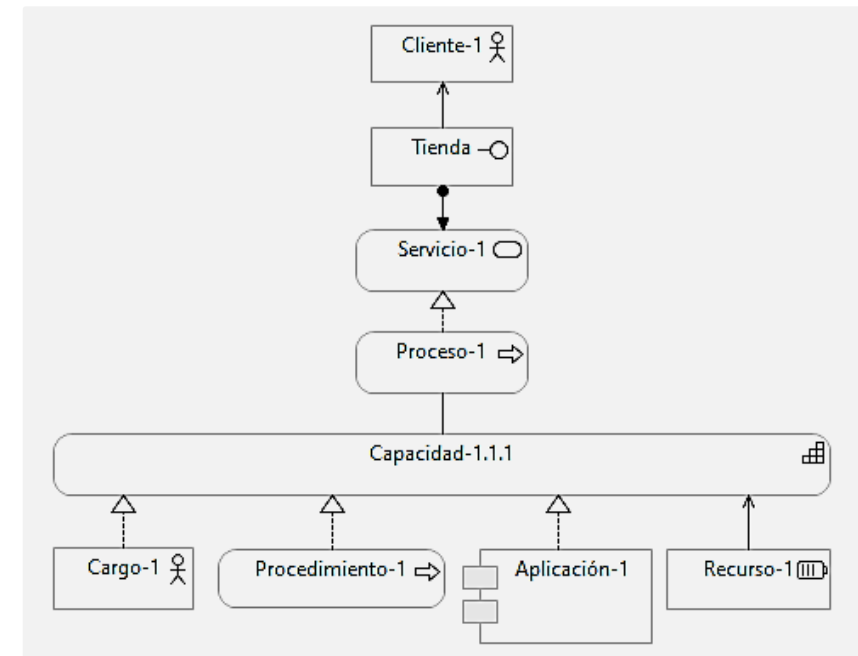 Cliente-1
Tienda
Servicio-1
Proceso-1
Capacidad-1.1.1
Cargo-1
Procedimiento-1
Aplicación-1
Recurso-1